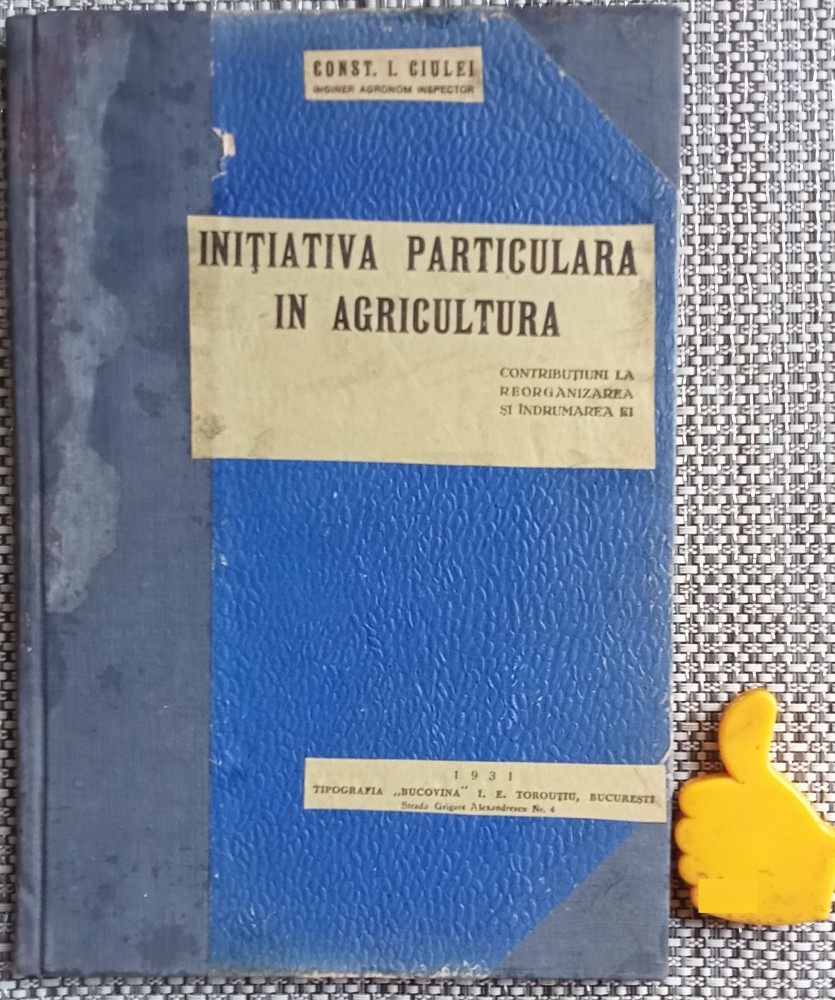 CONST. I. CIULEI
INGINER AGRONOM INSPECTOR
INIŢIATIVA PARTICULARA
IN AGRICULTURA
CONTRIBUŢIUNI LA
REORGANIZAREA
ŞI ÎNDRUMAREA EI
1931
TIPOGRAFIA „BUCOVINA" I. E. TOROUŢIU, BUCUREŞTI
Strada Grigore Alexandrescu Nr. 4